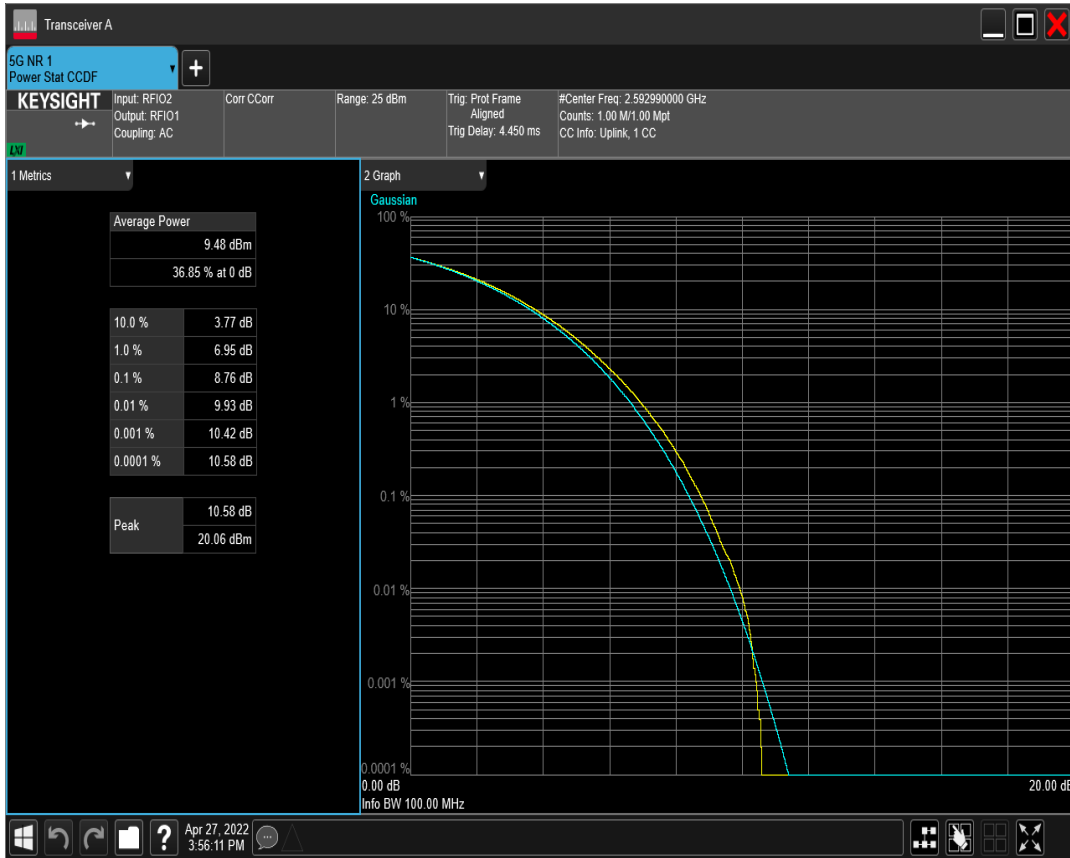 Transceiver A
5G NR 1
Power Stat CCDF
+
KEYSIGHT
LXI
Input: RFIO2
Output: RFIO1
Coupling: AC
Corr CCorr
Range: 25 dBm
Trig: Prot Frame
Aligned
Trig Delay: 4.450 ms
#Center Freq: 2.592990000 GHz
Counts: 1.00 M/1.00 Mpt
CC Info: Uplink, 1 CC
1 Metrics
Average Power
9.48 dBm
36.85 % at 0 dB
10.0 % 3.77 dB
1.0 % 6.95 dB
0.1 % 8.76 dB
0.01 % 9.93 dB
0.001 % 10.42 dB
0.0001 % 10.58 dB
Peak
10.58 dB
20.06 dBm
2 Graph
Gaussian
100 %
10 %
1 %
0.1 %
0.01 %
0.001 %
0.0001 %
0.00 dB 20.00 dB
Info BW 100.00 MHz
? Apr 27, 2022
3:56:11 PM